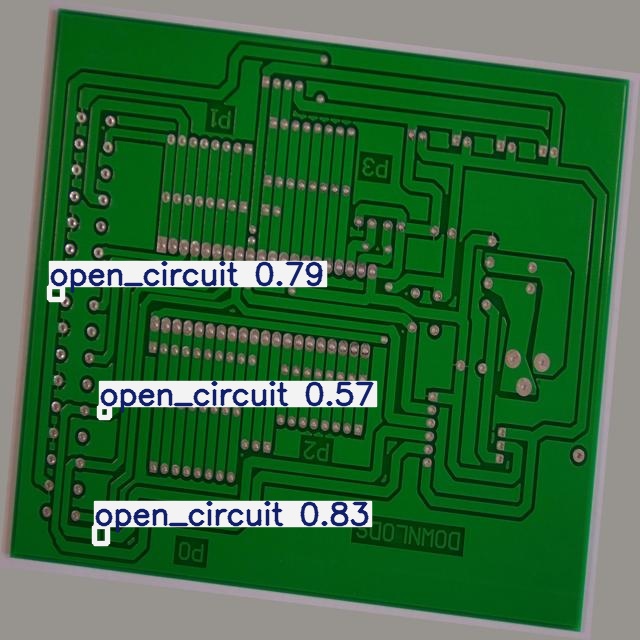 P1
P3
open_circuit 0.79
open_circuit 0.57
P2
open_circuit 0.83
DOWNLODS
P0